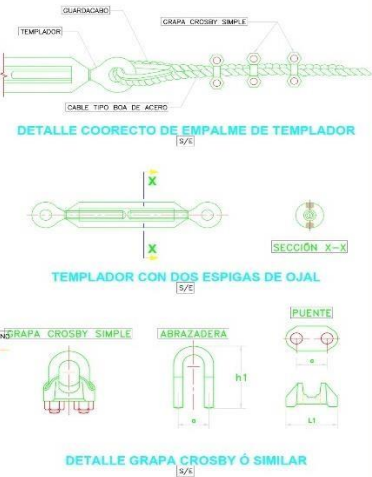 GUARDACABO
GRAPA CROSBY SIMPLE
TEMPLADOR
CABLE TIPO BOA DE ACERO
DETALLE COORECTO DE EMPALME DE TEMPLADOR
S/E
X
X
SECCIÓN X-X
TEMPLADOR CON DOS ESPIGAS DE OJAL
S/E
PUENTE
GRAPA CROSBY SIMPLE
ABRAZADERA
h1
a
a
L1
DETALLE GRAPA CROSBY Ó SIMILAR
S/E